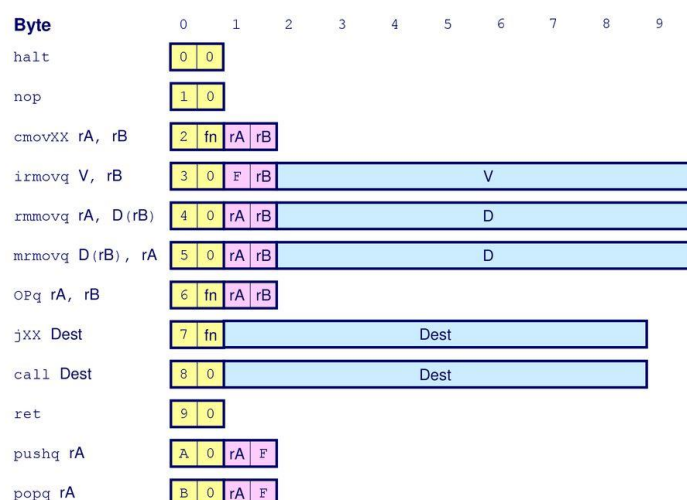 Byte 0 1 2 3 4 5 6 7 8 9
halt 0 0
nop 1 0
cmovXX rA, rB 2 fn rA rB
irmovq V, rB 3 0 F rB V
rmmovq rA, D(rB) 4 0 rA rB D
mrmovq D(rB), rA 5 0 rA rB D
OPq rA, rB 6 fn rA rB
jXX Dest 7 fn Dest
call Dest 8 0 Dest
ret 9 0
pushq rA A 0 rA F
popq rA B 0 rA F